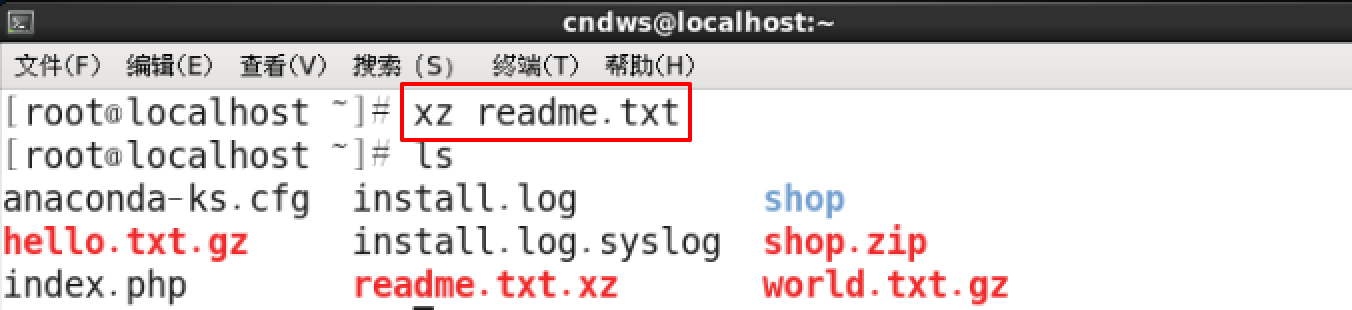 cndws@localhost:~
文件(F) 编辑(E) 查看(V) 搜索 (S) 终端(T) 帮助(H)
[root@localhost ~]# xz readme.txt
[root@localhost ~]# ls
anaconda-ks.cfg install.log shop
hello.txt.gz install.log.syslog shop.zip
index.php readme.txt.xz world.txt.gz